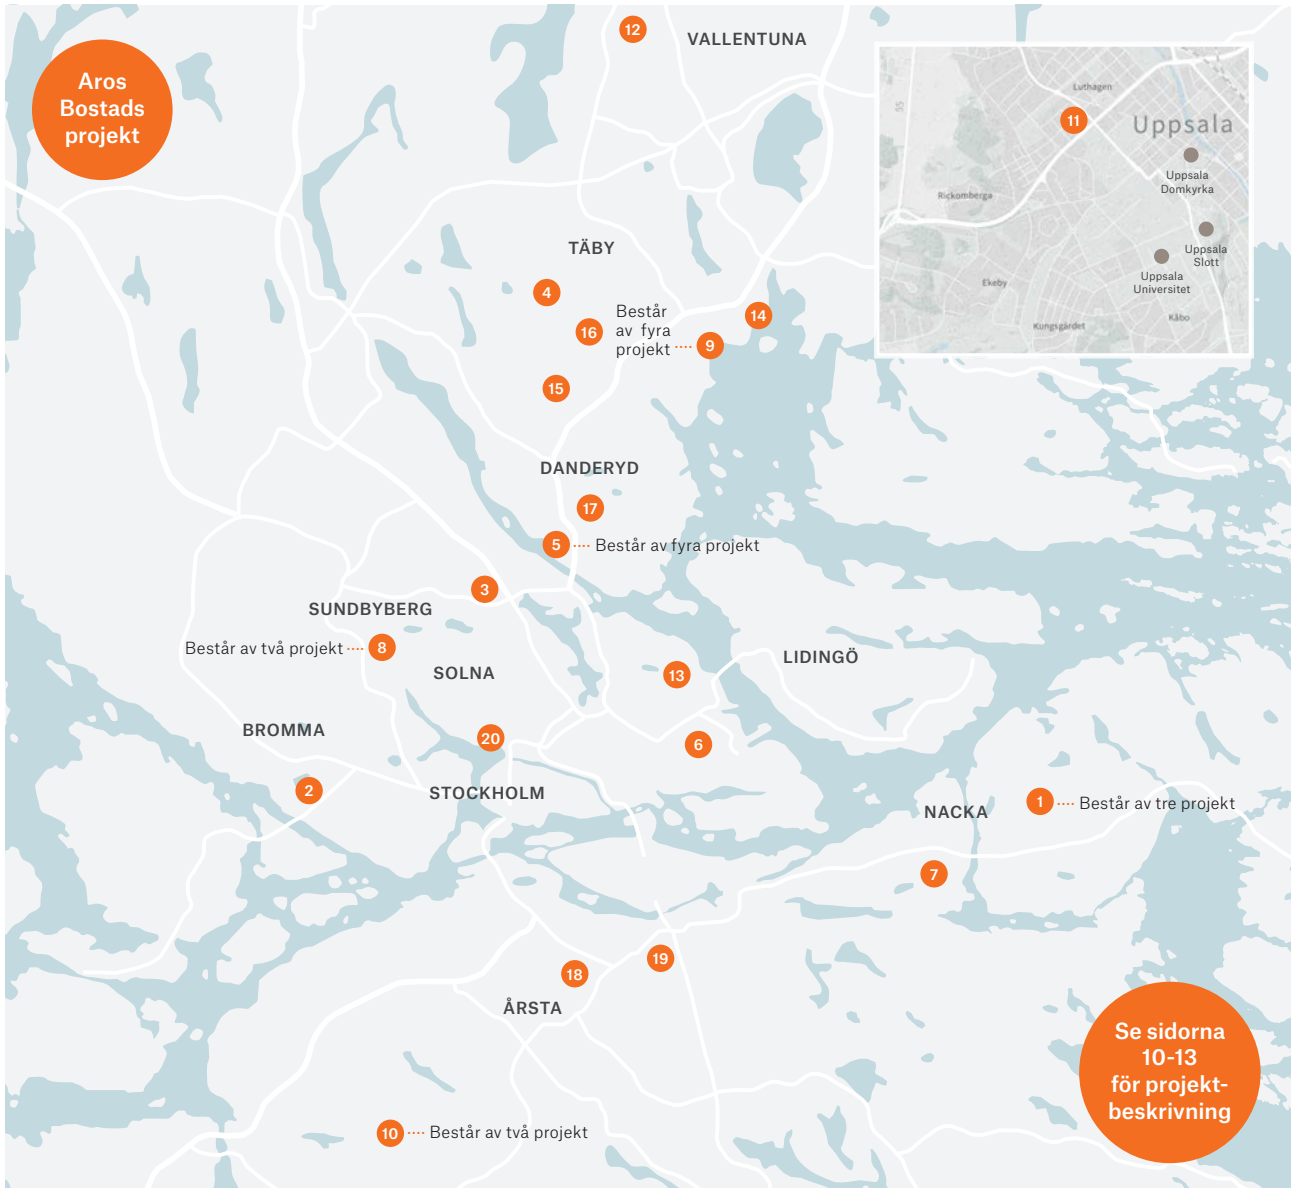 Aros
Bostads
projekt
12
VALLENTUNA
Luthagen
11
Uppsala
55
Uppsala
Domkyrka
Rickomberga
Uppsala
Slott
Uppsala
Universitet
Ekeby
Kåbo
Kungsgärdet
TÄBY
4
14
16
Består
av fyra
projekt
9
15
DANDERYD
17
5
Består av fyra projekt
3
SUNDBYBERG
Består av två projekt
8
SOLNA
13
LIDINGÖ
BROMMA
20
6
2
STOCKHOLM
1
Består av tre projekt
NACKA
7
19
18
ÅRSTA
Se sidorna
10-13
för projekt-
beskrivning
10
Består av två projekt